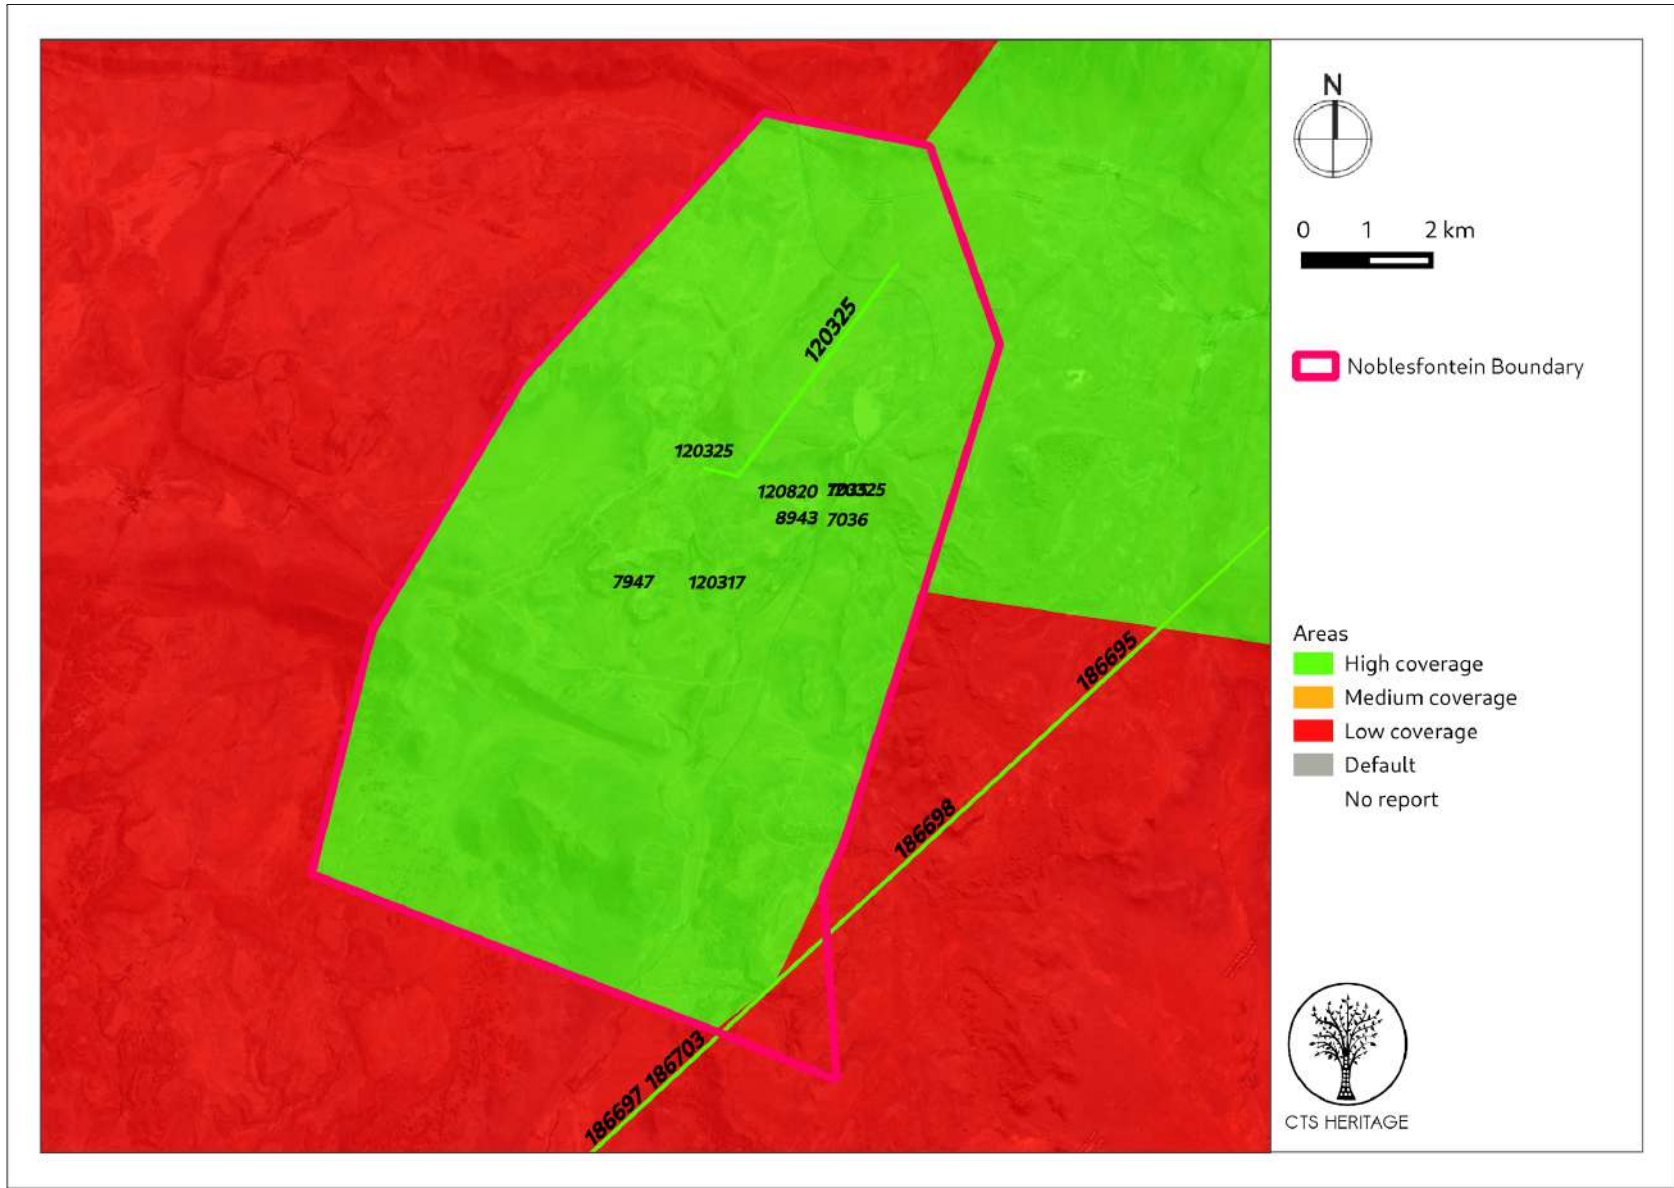 N
0 1 2 km
Noblesfontein Boundary
120325
120325
120820
8943 7036
7947 120317
186695
186698
186703
186697
Areas
High coverage
Medium coverage
Low coverage
Default
No report
CTS HERITAGE